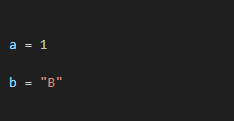 a = 1
b = "B"